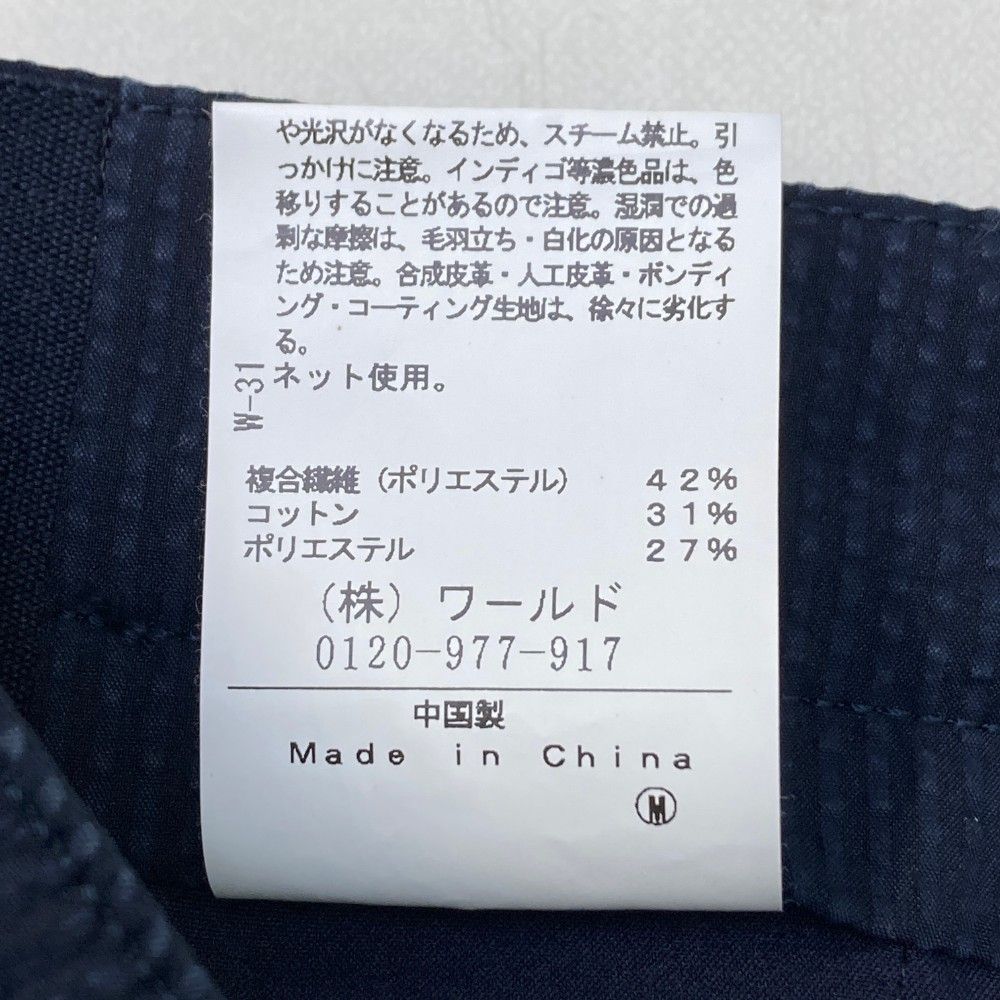 や光沢がなくなるため、スチーム禁止。引
っかけに注意。インディゴ等濃色品は、色
移りすることがあるので注意。湿潤での過
剰な摩擦は、毛羽立ち・白化の原因となる
ため注意。合成皮革・人工皮革・ボンディ
ング・コーティング生地は、徐々に劣化す
る。
ネット使用。
W-31
複合繊維（ポリエステル） 42%
コットン 31%
ポリエステル 27%
（株）ワールド
0120-977-917
中国製
Made in China
M